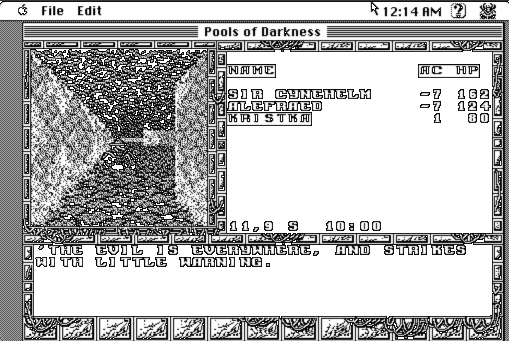 File Edit 12:14 AM
Pools of Darkness
NAME AC HP
SIR CYNEHELM -7 162
ALEFRAED -7 124
KRISTKA 1 80
11,9 S 10:00
'THE EVIL IS EVERYWHERE, AND STRIKES
WITH LITTLE WARNING.